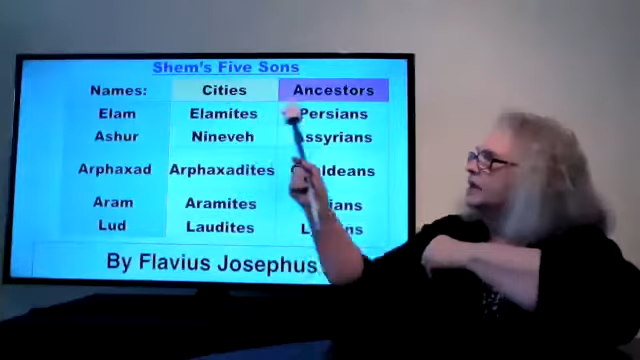 Shem's Five Sons
Names: Cities Ancestors
Elam Elamites Persians
Ashur Nineveh Assyrians
Arphaxad Arphaxadites
Aram Aramites
Lud Laudites
By Flavius Josephus